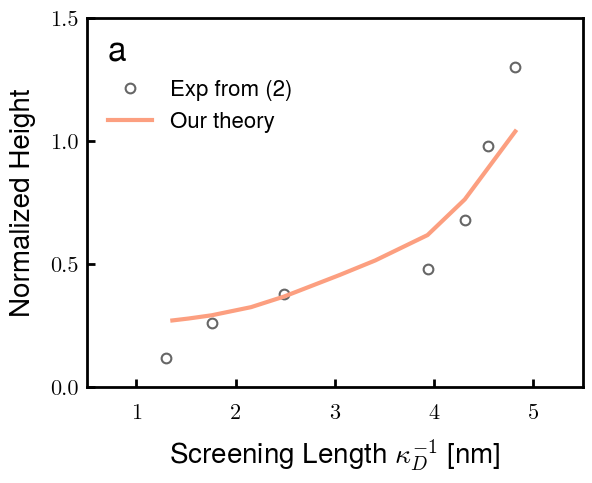 a
Exp from (2)
Our theory
Normalized Height
1.5
1.0
0.5
0.0
1 2 3 4 5
Screening Length κ_D^{-1} [nm]